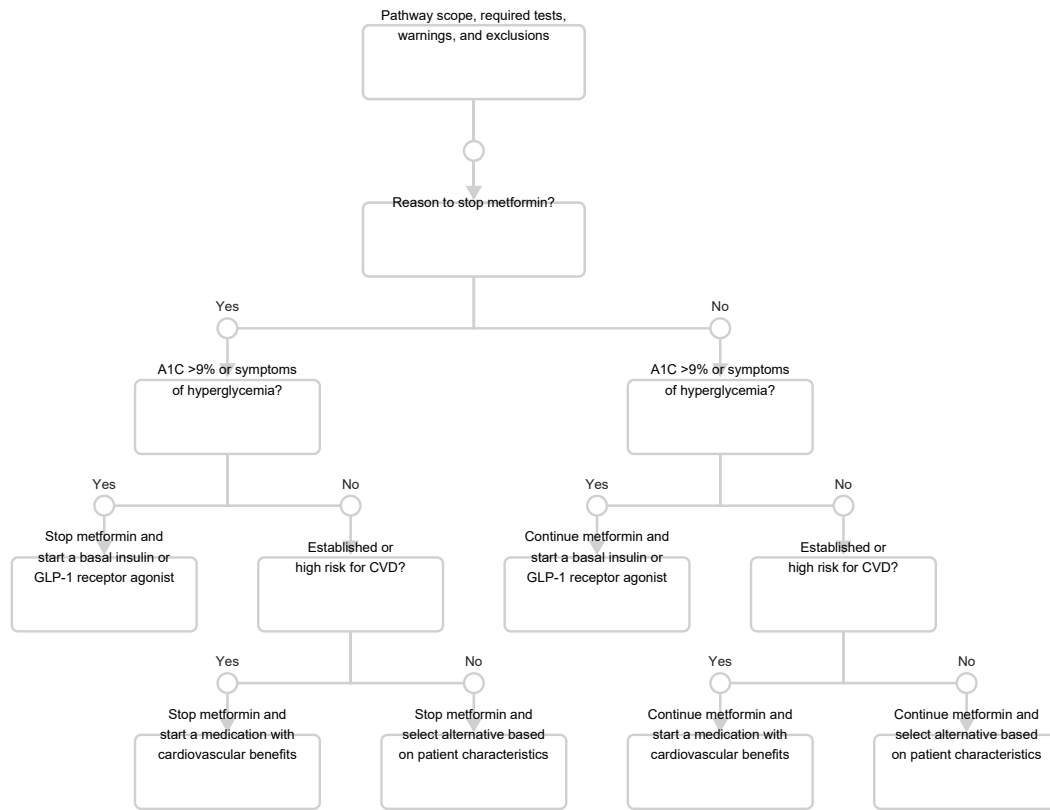 Pathway scope, required tests,
warnings, and exclusions
Reason to stop metformin?
Yes
No
A1C >9% or symptoms
of hyperglycemia?
A1C >9% or symptoms
of hyperglycemia?
Yes
No
Yes
No
Stop metformin and
start a basal insulin or
GLP-1 receptor agonist
Established or
high risk for CVD?
Continue metformin and
start a basal insulin or
GLP-1 receptor agonist
Established or
high risk for CVD?
Yes
No
Yes
No
Stop metformin and
start a medication with
cardiovascular benefits
Stop metformin and
select alternative based
on patient characteristics
Continue metformin and
start a medication with
cardiovascular benefits
Continue metformin and
select alternative based
on patient characteristics